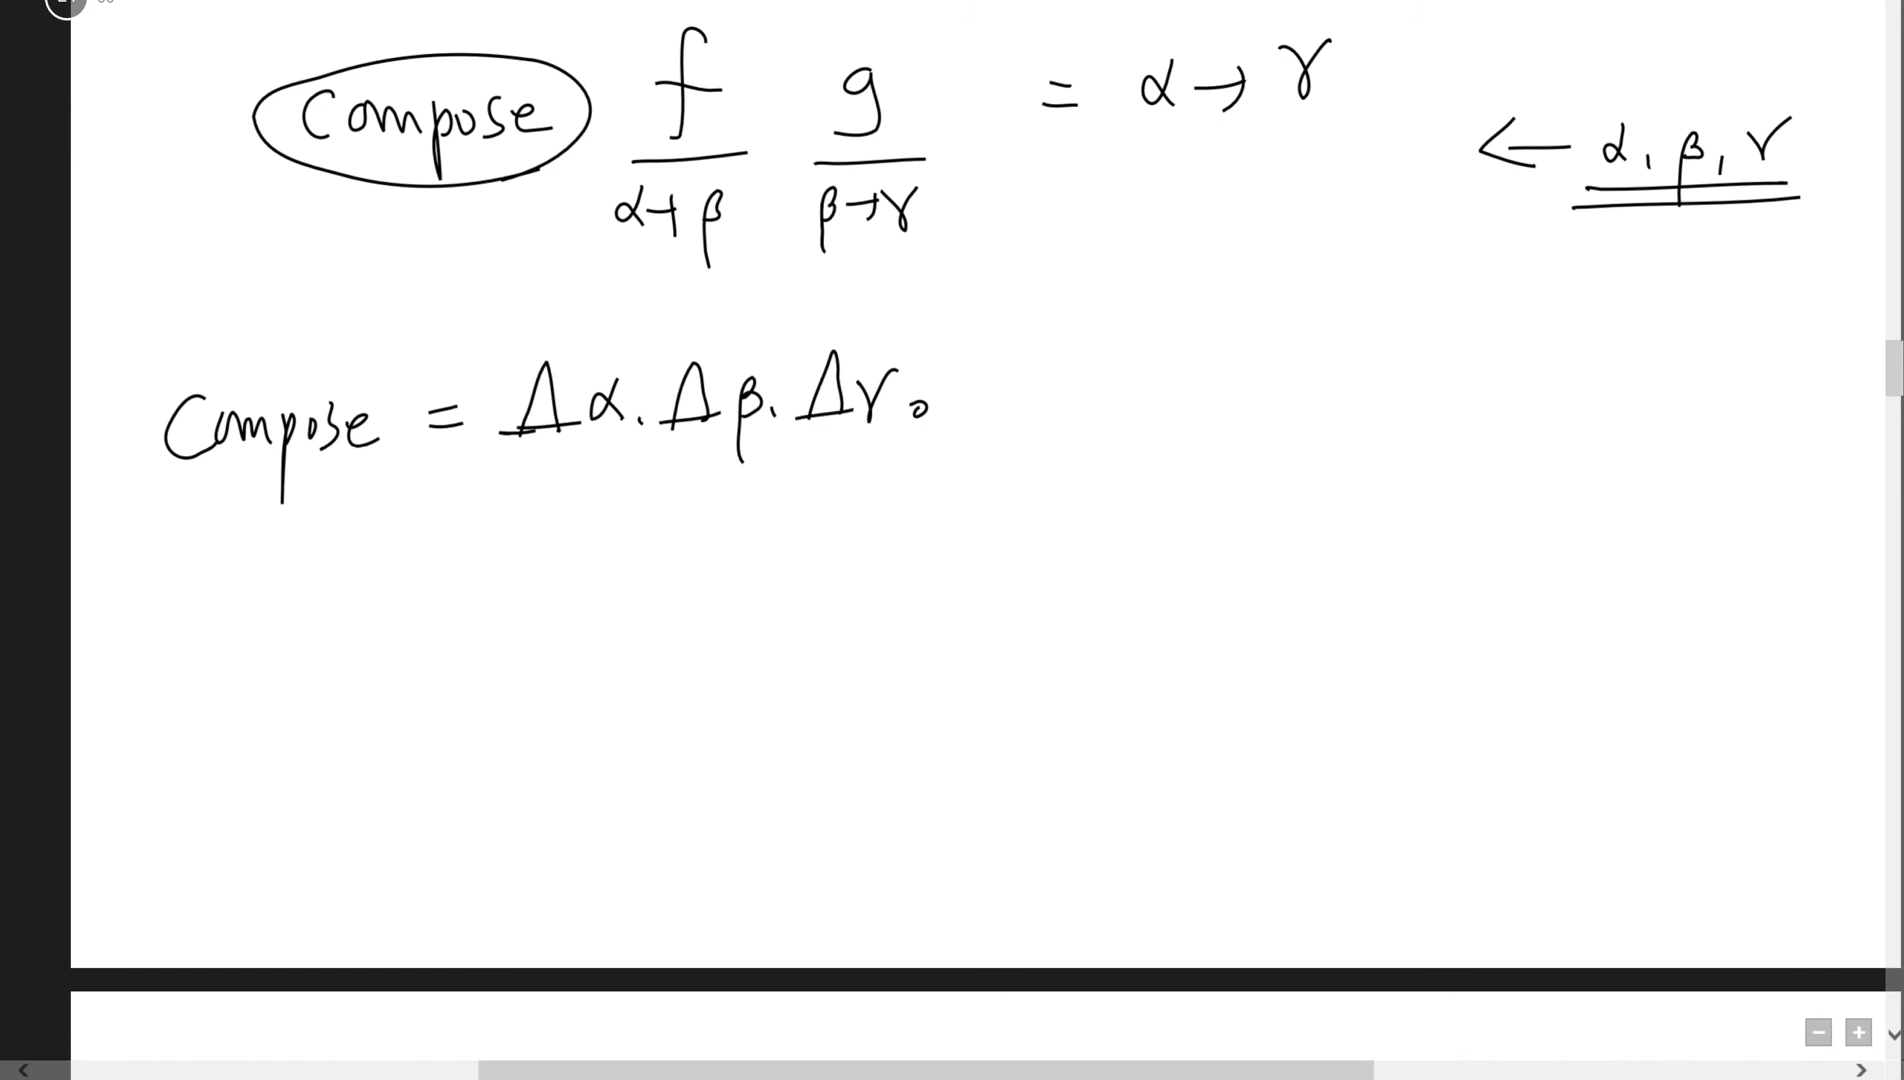 Compose f g = α → γ
α → β β → γ
← α, β, γ
Compose = Λα. Λβ. Λγ.